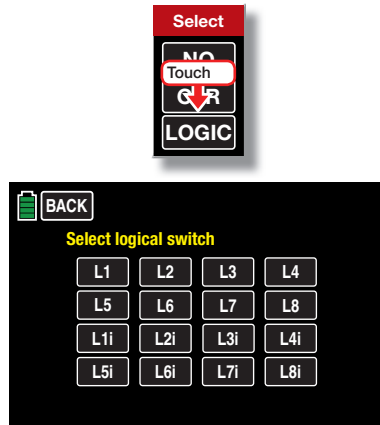 Select
NO
Touch
LOGIC
BACK
Select logical switch
L1 L2 L3 L4
L5 L6 L7 L8
L1i L2i L3i L4i
L5i L6i L7i L8i